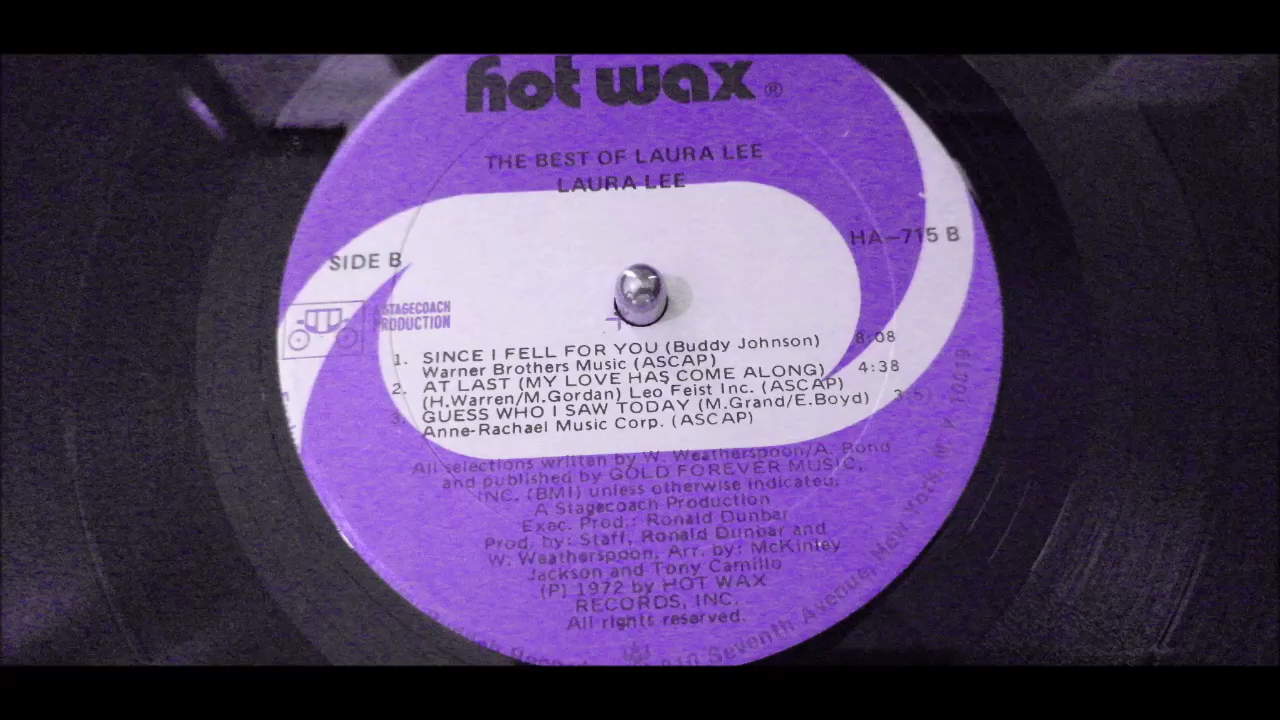 hot wax®
THE BEST OF LAURA LEE
LAURA LEE
SIDE B
HA-715 B
A STAGECOACH
PRODUCTION
1. SINCE I FELL FOR YOU (Buddy Johnson) 8:08
Warner Brothers Music (ASCAP)
2. AT LAST (MY LOVE HAS COME ALONG) 4:38
(H.Warren/M.Gordan) Leo Feist Inc. (ASCAP)
3. GUESS WHO I SAW TODAY (M.Grand/E.Boyd)
Anne-Rachael Music Corp. (ASCAP)
All selections written by W. Weatherspoon/A. Bond
and published by GOLD FOREVER MUSIC,
INC. (BMI) unless otherwise indicated.
A Stagecoach Production
Exec. Prod.: Ronald Dunbar
Prod. by: Staff, Ronald Dunbar and
W. Weatherspoon, Arr. by: McKinley
Jackson and Tony Camillo
(P) 1972 by HOT WAX
RECORDS, INC.
All rights reserved.
810 Seventh Avenue, New York, N.Y. 10019